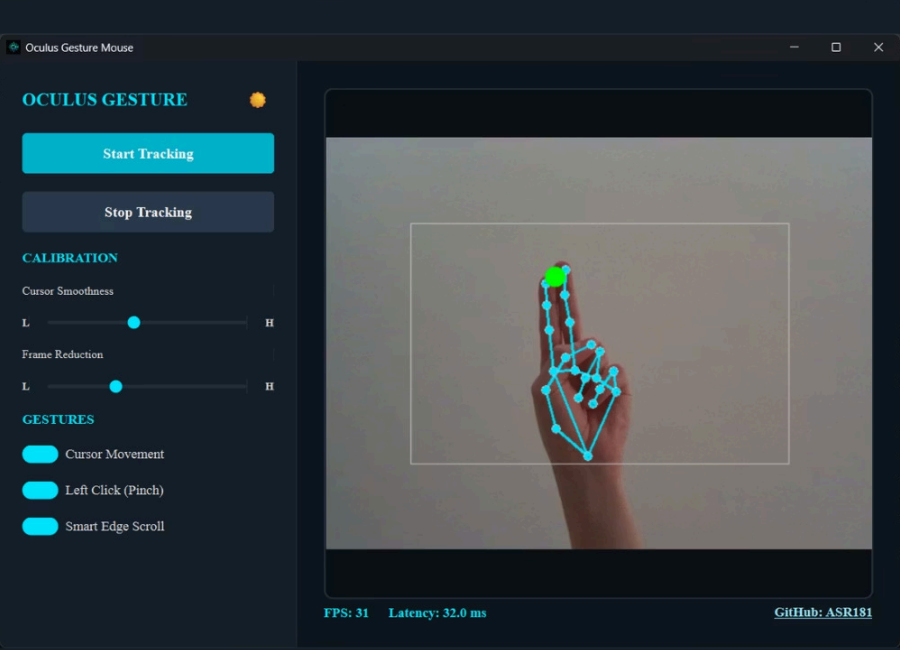 Oculus Gesture Mouse
OCULUS GESTURE
Start Tracking
Stop Tracking
CALIBRATION
Cursor Smoothness
L H
Frame Reduction
L H
GESTURES
Cursor Movement
Left Click (Pinch)
Smart Edge Scroll
FPS: 31 Latency: 32.0 ms GitHub: ASR181